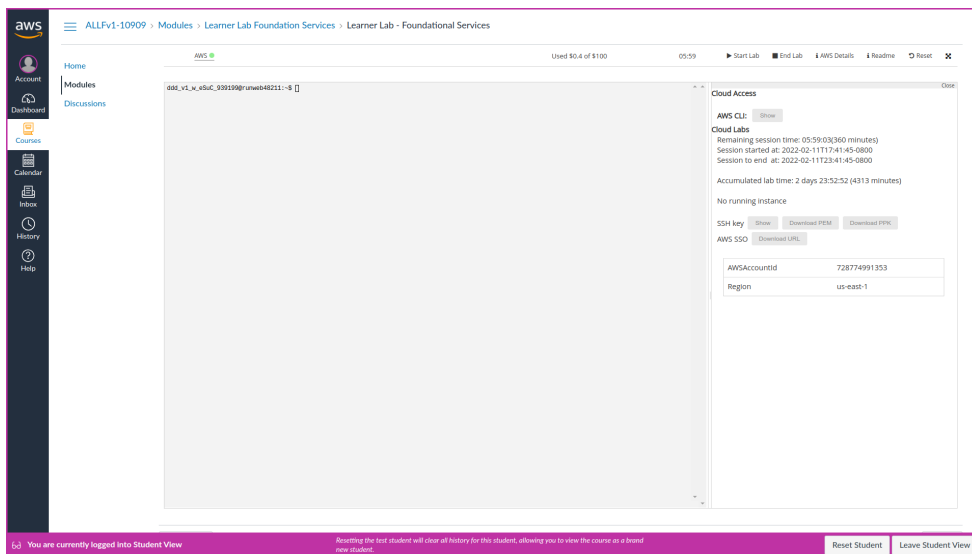 aws
ALLFv1-10909 > Modules > Learner Lab Foundation Services > Learner Lab - Foundational Services
Account
Dashboard
Courses
Calendar
Inbox
History
Help
Home
Modules
Discussions
AWS
Used $0.4 of $100
05:59
Start Lab
End Lab
AWS Details
Readme
Reset
ddd_v1_w_eSuC_939199@runweb48211:~$
Close
Cloud Access
AWS CLI: Show
Cloud Labs
Remaining session time: 05:59:03(360 minutes)
Session started at: 2022-02-11T17:41:45-0800
Session to end at: 2022-02-11T23:41:45-0800
Accumulated lab time: 2 days 23:52:52 (4313 minutes)
No running instance
SSH key Show Download PEM Download PPK
AWS SSO Download URL
AWSAccountId 728774991353
Region us-east-1
You are currently logged into Student View
Resetting the test student will clear all history for this student, allowing you to view the course as a brand
new student.
Reset Student
Leave Student View